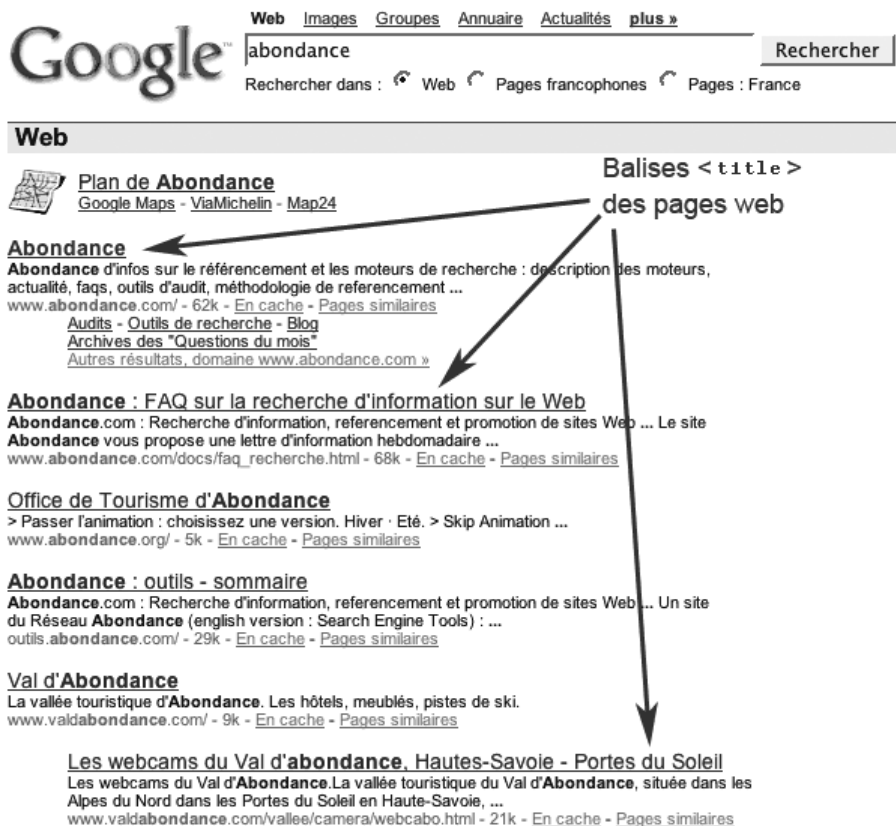 Web Images Groupes Annuaire Actualités plus »
Google™
abondance
Rechercher
Rechercher dans : Web Pages francophones Pages : France
Web
Balises <title>
des pages web
Plan de Abondance
Google Maps - ViaMichelin - Map24
Abondance
Abondance d'infos sur le référencement et les moteurs de recherche : description des moteurs,
actualité, faqs, outils d'audit, méthodologie de referencement ...
www.abondance.com/ - 62k - En cache - Pages similaires
Audits - Outils de recherche - Blog
Archives des "Questions du mois"
Autres résultats, domaine www.abondance.com »
Abondance : FAQ sur la recherche d'information sur le Web
Abondance.com : Recherche d'information, referencement et promotion de sites Web ... Le site
Abondance vous propose une lettre d'information hebdomadaire ...
www.abondance.com/docs/faq_recherche.html - 68k - En cache - Pages similaires
Office de Tourisme d'Abondance
> Passer l'animation : choisissez une version. Hiver · Eté. > Skip Animation ...
www.abondance.org/ - 5k - En cache - Pages similaires
Abondance : outils - sommaire
Abondance.com : Recherche d'information, referencement et promotion de sites Web ... Un site
du Réseau Abondance (english version : Search Engine Tools) : ...
outils.abondance.com/ - 29k - En cache - Pages similaires
Val d'Abondance
La vallée touristique d'Abondance. Les hôtels, meublés, pistes de ski.
www.valdabondance.com/ - 9k - En cache - Pages similaires
Les webcams du Val d'abondance, Hautes-Savoie - Portes du Soleil
Les webcams du Val d'Abondance.La vallée touristique du Val d'Abondance, située dans les
Alpes du Nord dans les Portes du Soleil en Haute-Savoie, ...
www.valdabondance.com/vallee/camera/webcabo.html - 21k - En cache - Pages similaires